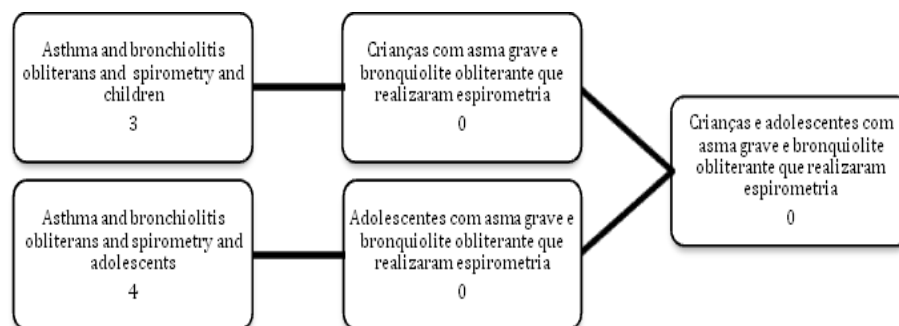 Asthma and bronchiolitis
obliterans and spirometry and
children
3
Crianças com asma grave e
bronquiolite obliterante que
realizaram espirometria
0
Asthma and bronchiolitis
obliterans and spirometry and
adolescents
4
Adolescentes com asma grave e
bronquiolite obliterante que
realizaram espirometria
0
Crianças e adolescentes com
asma grave e bronquiolite
obliterante que realizaram
espirometria
0